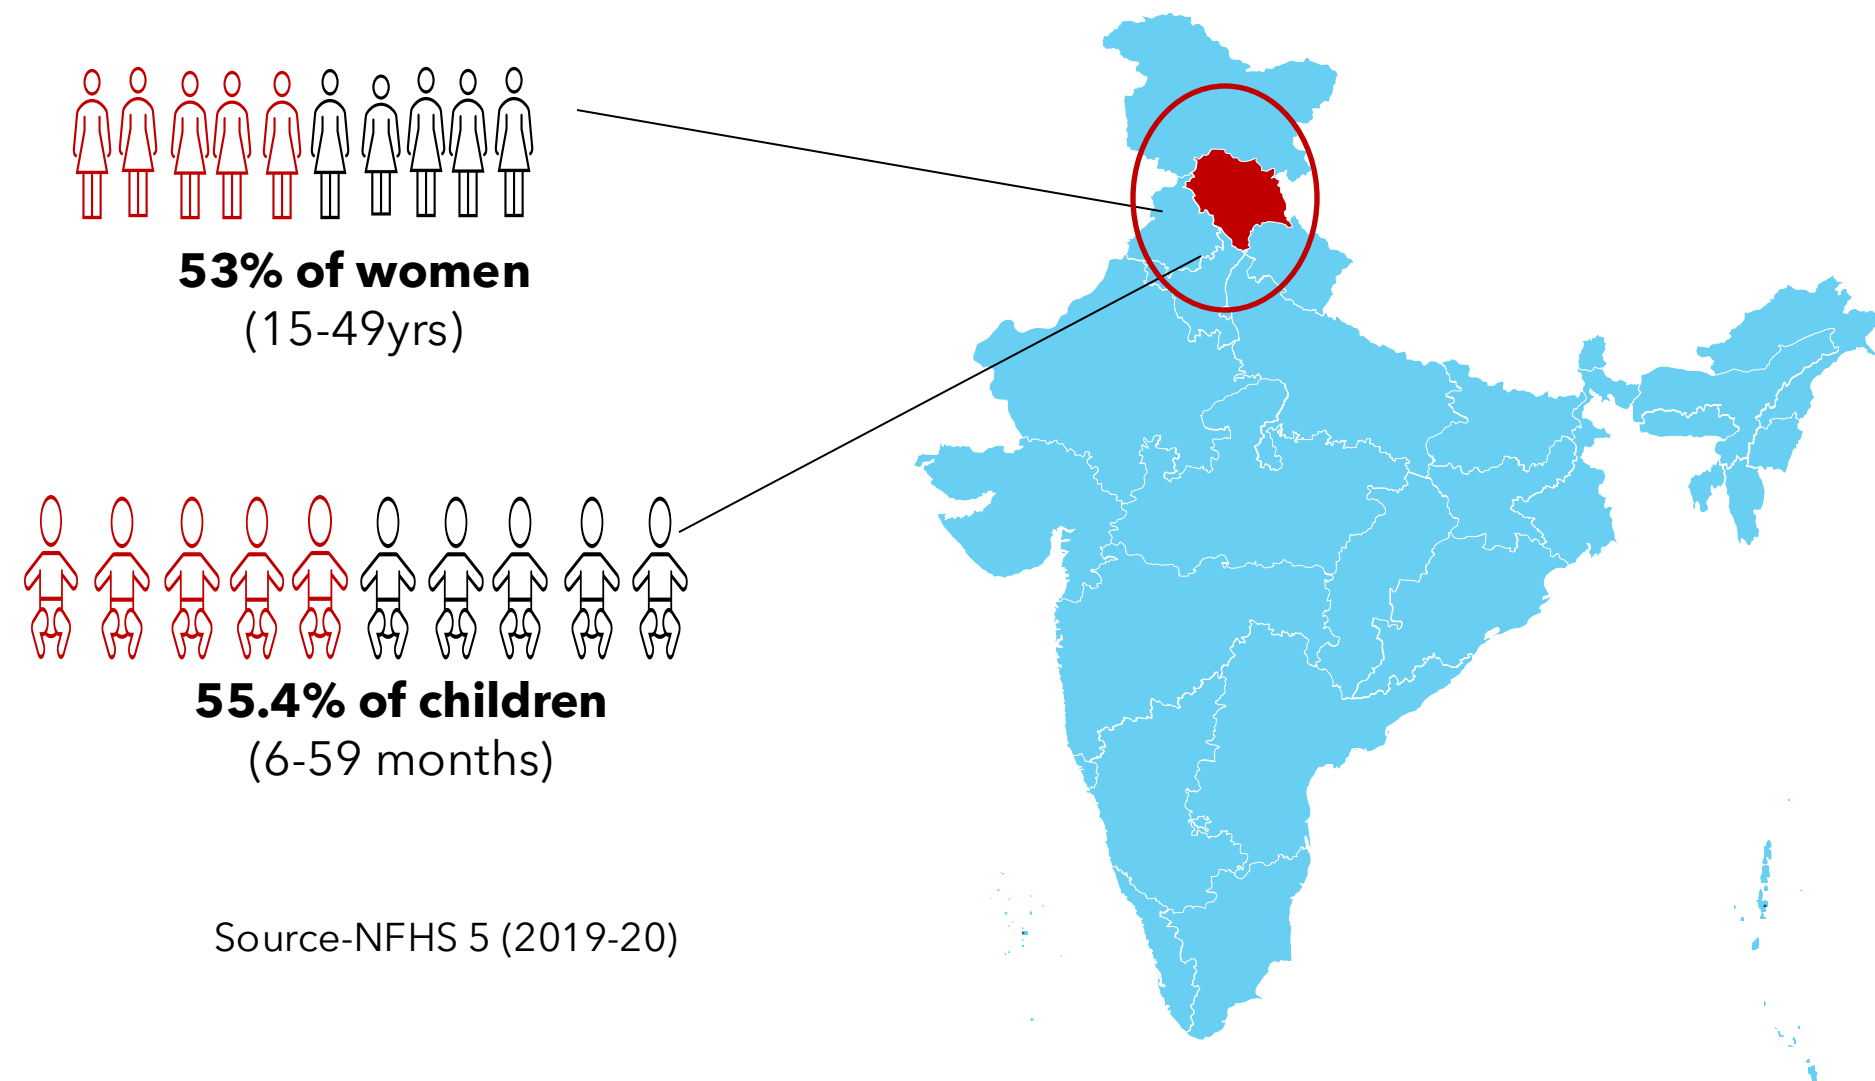 53% of women
(15-49yrs)
55.4% of children
(6-59 months)
Source-NFHS 5 (2019-20)